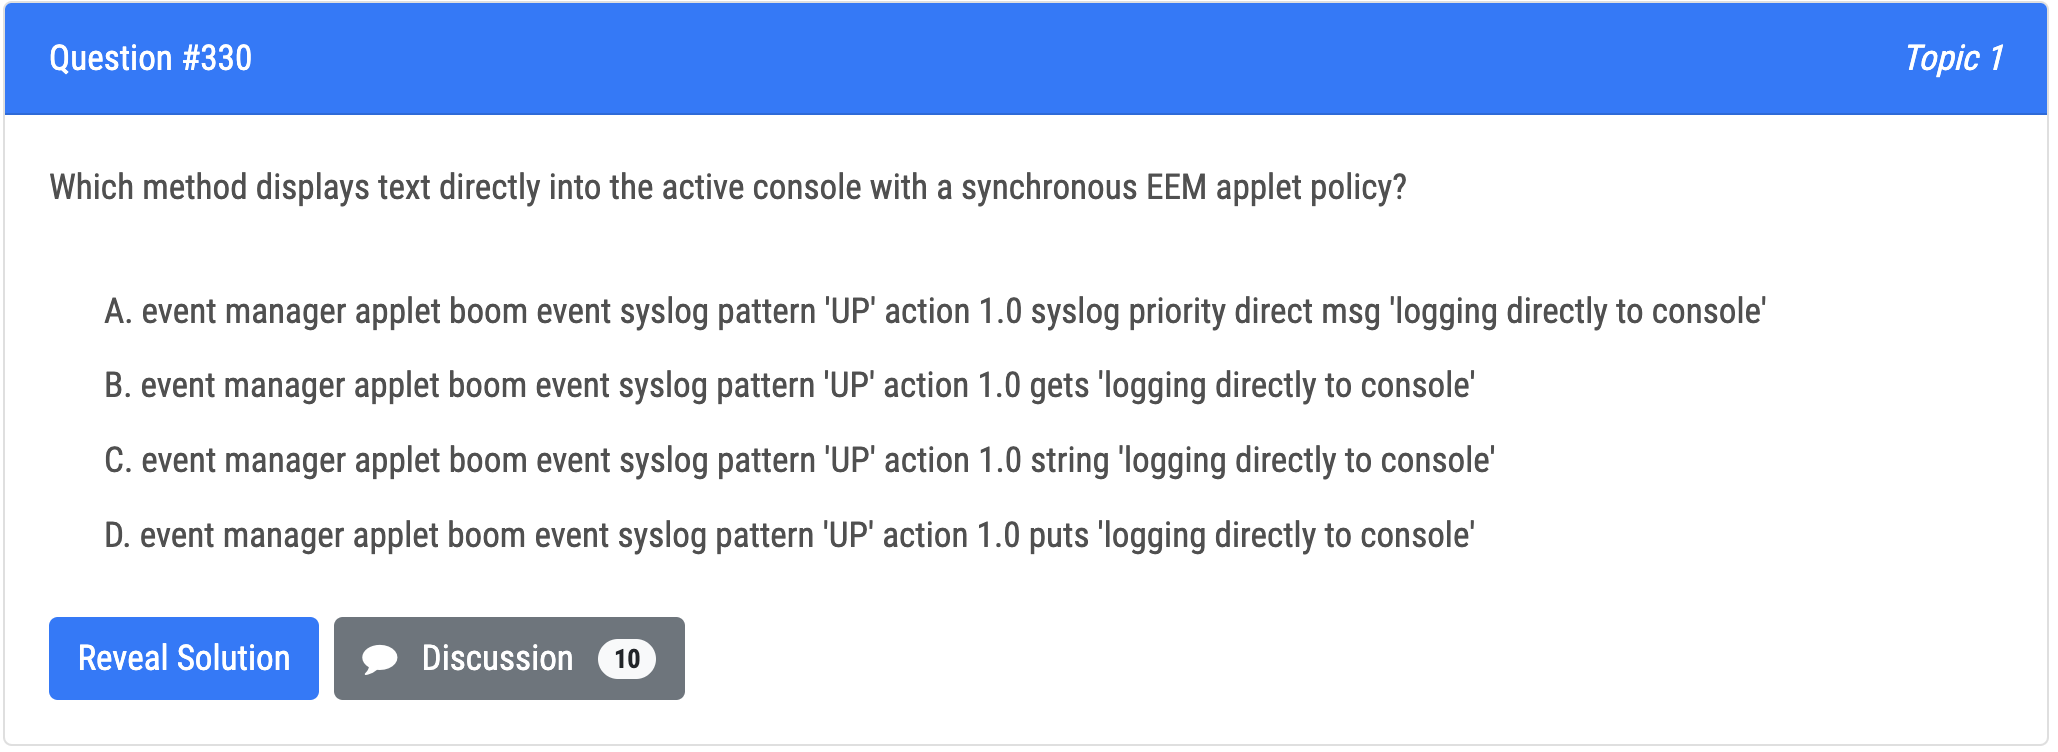 Question #330
Topic 1
Which method displays text directly into the active console with a synchronous EEM applet policy?
A. event manager applet boom event syslog pattern 'UP' action 1.0 syslog priority direct msg 'logging directly to console'
B. event manager applet boom event syslog pattern 'UP' action 1.0 gets 'logging directly to console'
C. event manager applet boom event syslog pattern 'UP' action 1.0 string 'logging directly to console'
D. event manager applet boom event syslog pattern 'UP' action 1.0 puts 'logging directly to console'
Reveal Solution
Discussion 10